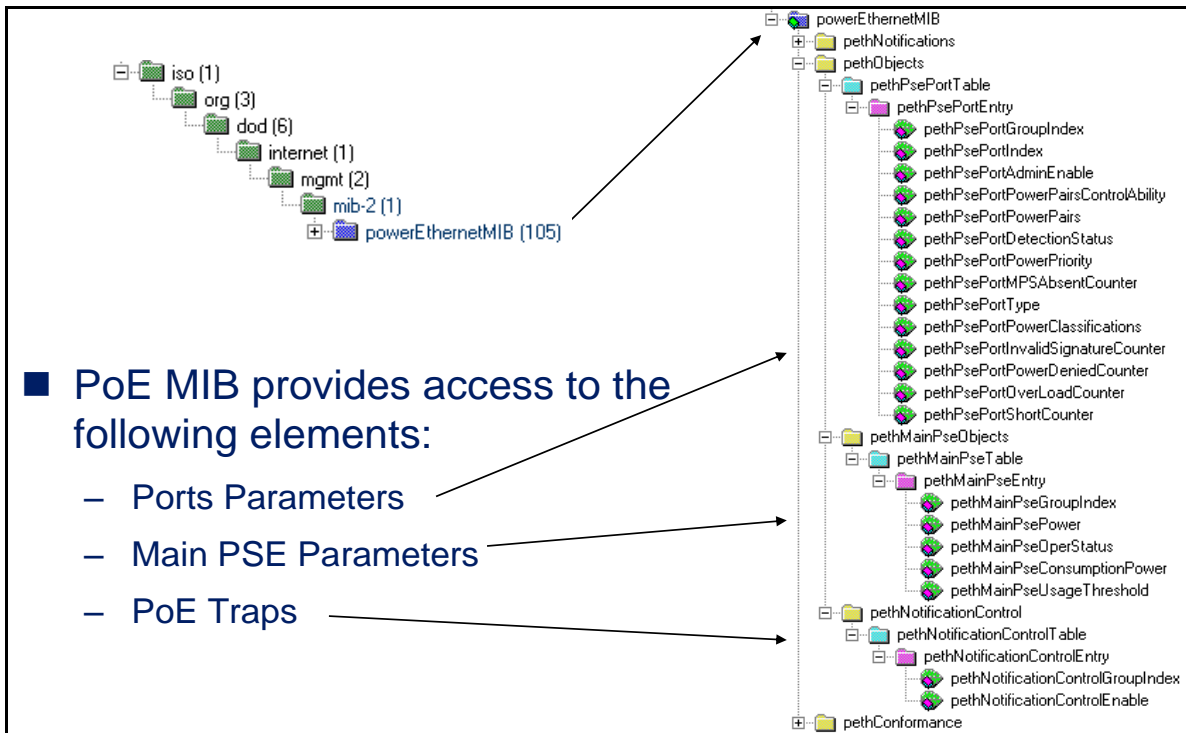 iso (1)
org (3)
dod (6)
internet (1)
mgmt (2)
mib-2 (1)
powerEthernetMIB (105)
■ PoE MIB provides access to the
following elements:
– Ports Parameters
– Main PSE Parameters
– PoE Traps
powerEthernetMIB
pethNotifications
pethObjects
pethPsePortTable
pethPsePortEntry
pethPsePortGroupIndex
pethPsePortIndex
pethPsePortAdminEnable
pethPsePortPowerPairsControlAbility
pethPsePortPowerPairs
pethPsePortDetectionStatus
pethPsePortPowerPriority
pethPsePortMPSAbsentCounter
pethPsePortType
pethPsePortPowerClassifications
pethPsePortInvalidSignatureCounter
pethPsePortPowerDeniedCounter
pethPsePortOverLoadCounter
pethPsePortShortCounter
pethMainPseObjects
pethMainPseTable
pethMainPseEntry
pethMainPseGroupIndex
pethMainPsePower
pethMainPseOperStatus
pethMainPseConsumptionPower
pethMainPseUsageThreshold
pethNotificationControl
pethNotificationControlTable
pethNotificationControlEntry
pethNotificationControlGroupIndex
pethNotificationControlEnable
pethConformance